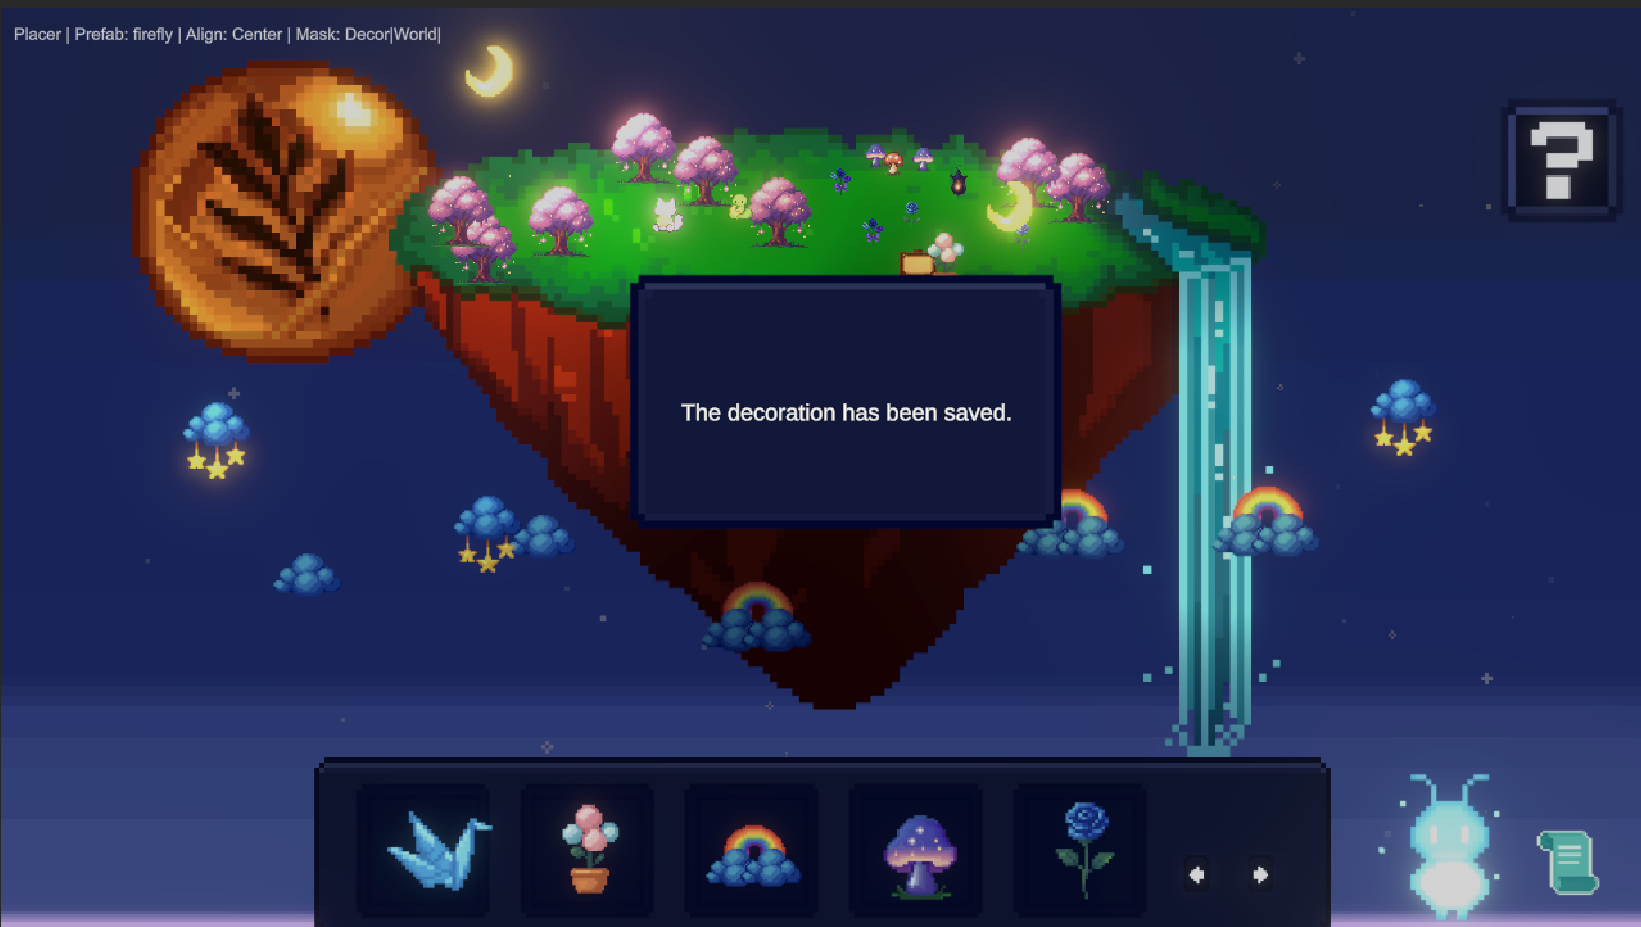 Placer | Prefab: firefly | Align: Center | Mask: Decor|World|
?
The decoration has been saved.